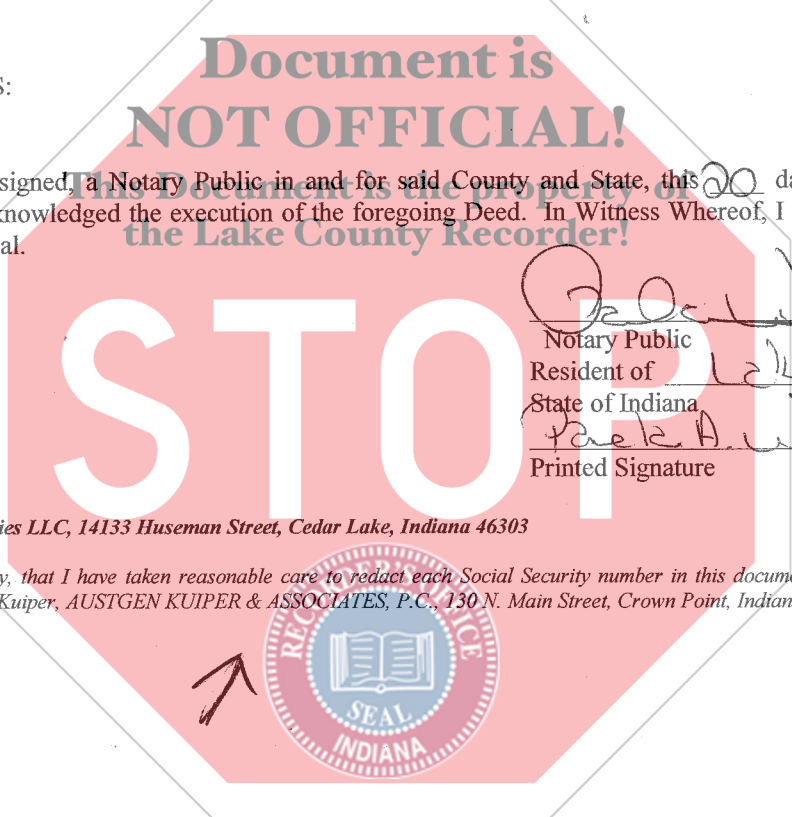 Document is
NOT OFFICIAL!
S:
signed, a Notary Public in and for said County and State, this 20 da
This Document is the property of
knowledged the execution of the foregoing Deed. In Witness Whereof, I
the Lake County Recorder!
al.
Notary Public
Resident of
State of Indiana
Printed Signature
STOP
ies LLC, 14133 Huseman Street, Cedar Lake, Indiana 46303
y, that I have taken reasonable care to redact each Social Security number in this docume
Kuiper, AUSTGEN KUIPER & ASSOCIATES, P.C., 130 N. Main Street, Crown Point, Indian
RECORDER'S OFFICE
SEAL
INDIANA